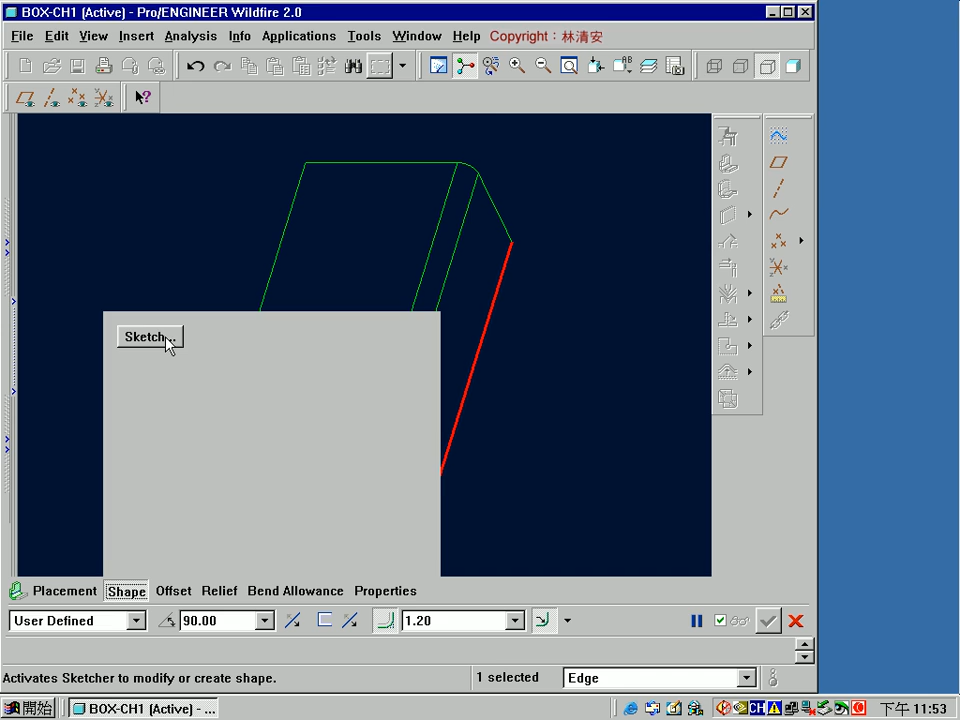 BOX-CH1 (Active) - Pro/ENGINEER Wildfire 2.0
File Edit View Insert Analysis Info Applications Tools Window Help Copyright：林清安
Sketch...
Placement Shape Offset Relief Bend Allowance Properties
User Defined 90.00 1.20
Activates Sketcher to modify or create shape. 1 selected Edge
開始 BOX-CH1 (Active) - ... CH 下午 11:53